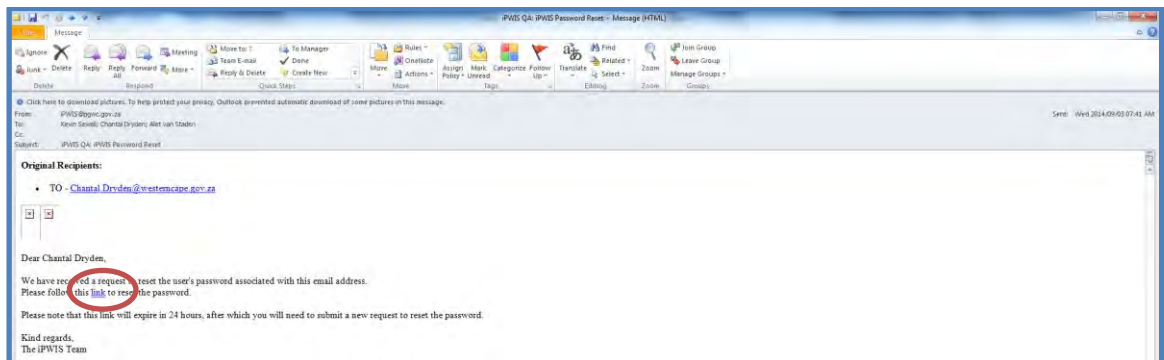 iPWIS QA: iPWIS Password Reset - Message (HTML)
File Message
Ignore
Junk
Delete
Reply
Reply All
Forward
Meeting
More
Move to: ?
Team E-mail
Reply & Delete
To Manager
Done
Create New
Move
Rules
OneNote
Actions
Assign Policy
Mark Unread
Categorize
Follow Up
Translate
Find
Related
Select
Zoom
Join Group
Leave Group
Manage Groups
Delete Respond Quick Steps Move Tags Editing Zoom Groups
Click here to download pictures. To help protect your privacy, Outlook prevented automatic download of some pictures in this message.
From: iPWIS@pgwc.gov.za Sent: Wed 2014/09/03 07:41 AM
To: Kevin Sewell; Chantal Dryden; Alet van Staden
Cc:
Subject: iPWIS QA: iPWIS Password Reset
Original Recipients:
• TO - Chantal.Dryden@westerncape.gov.za
Dear Chantal Dryden,
We have received a request to reset the user's password associated with this email address.
Please follow this link to reset the password.
Please note that this link will expire in 24 hours, after which you will need to submit a new request to reset the password.
Kind regards,
The iPWIS Team